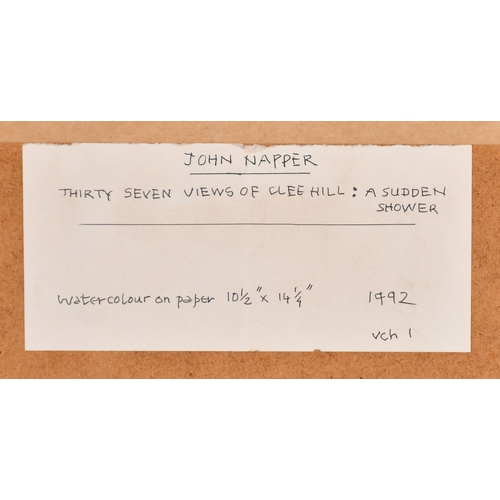 JOHN NAPPER
THIRTY SEVEN VIEWS OF CLEE HILL : A SUDDEN
SHOWER
watercolour on paper 10½" x 14¼" 1992
vch 1